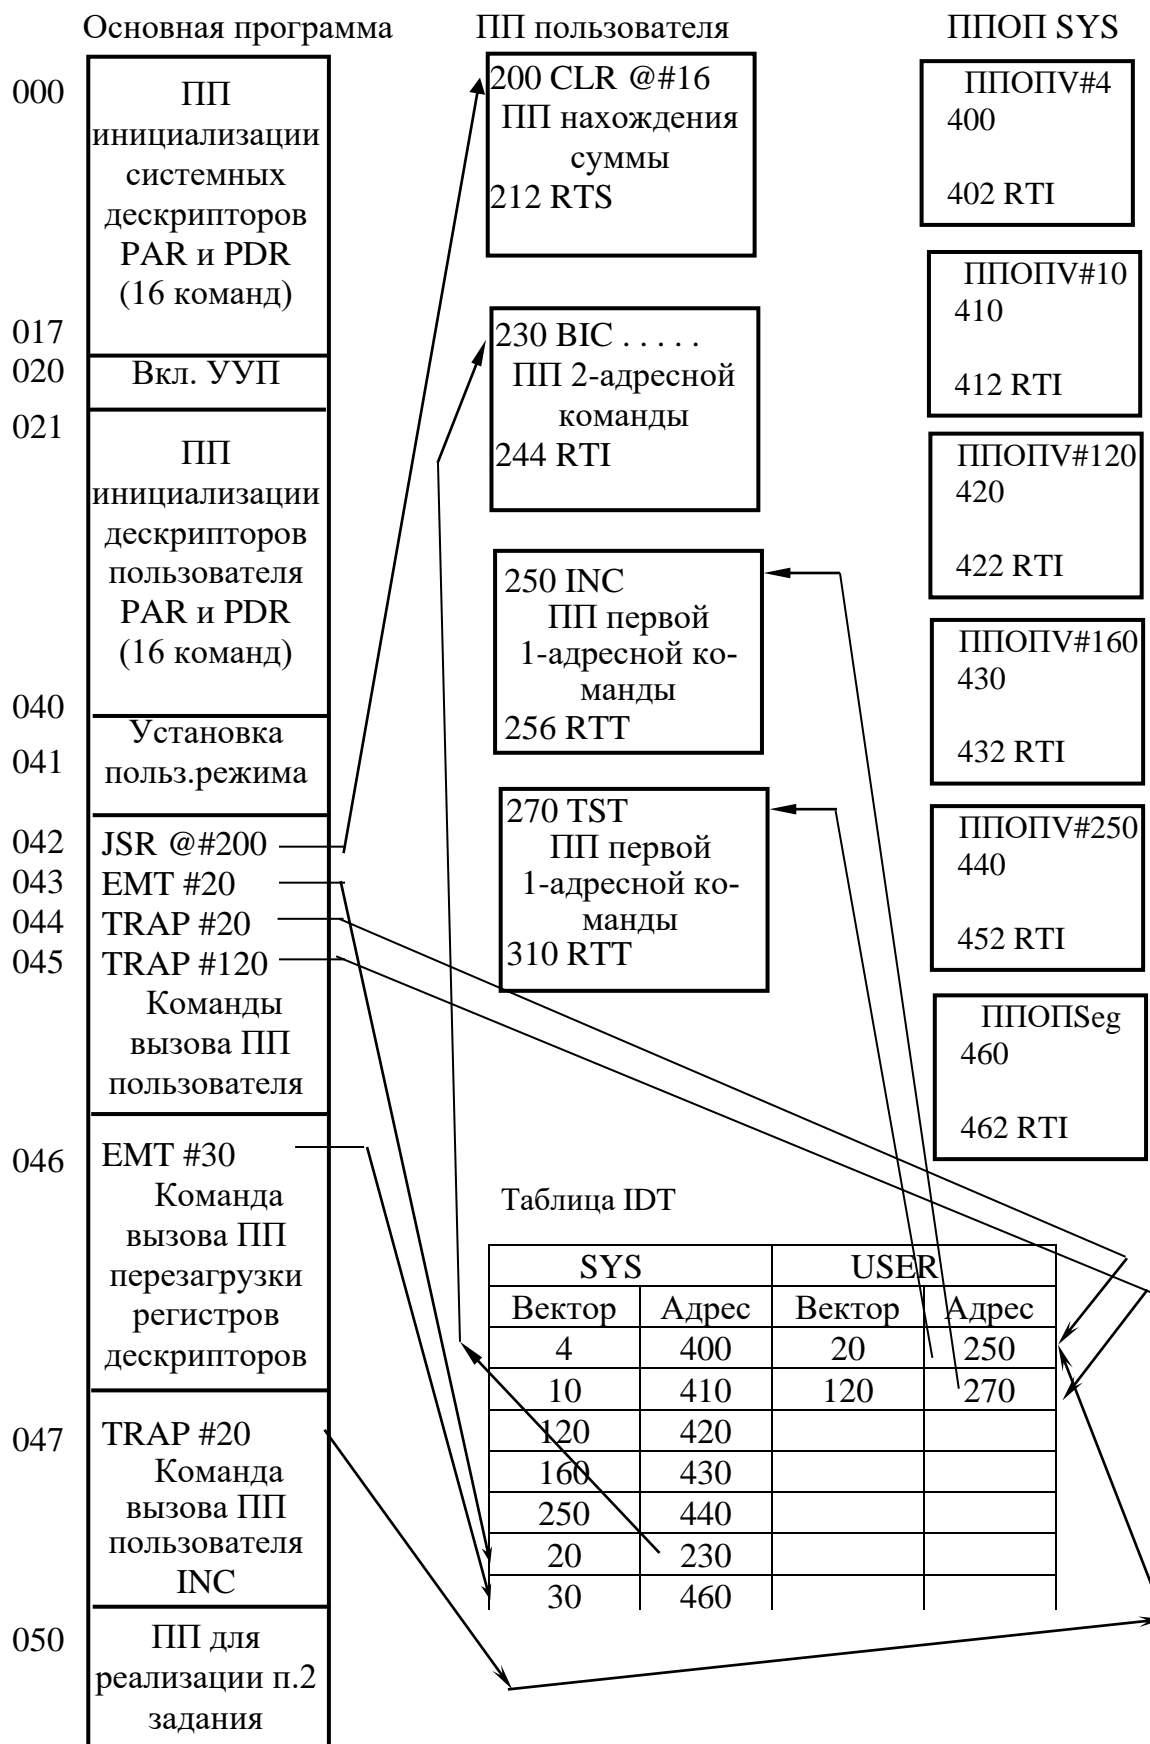 Основная программа
000
ПП
инициализации
системных
дескрипторов
PAR и PDR
(16 команд)
017
020
Вкл. УУП
021
ПП
инициализации
дескрипторов
пользователя
PAR и PDR
(16 команд)
040
041
Установка
польз.режима
042 JSR @#200
043 EMT #20
044 TRAP #20
045 TRAP #120
Команды
вызова ПП
пользователя
046 EMT #30
Команда
вызова ПП
перезагрузки
регистров
дескрипторов
047 TRAP #20
Команда
вызова ПП
пользователя
INC
050 ПП для
реализации п.2
задания
ПП пользователя
200 CLR @#16
ПП нахождения
суммы
212 RTS
230 BIC . . . . .
ПП 2-адресной
команды
244 RTI
250 INC
ПП первой
1-адресной ко-
манды
256 RTT
270 TST
ПП первой
1-адресной ко-
манды
310 RTT
ППОП SYS
ППОПV#4
400
402 RTI
ППОПV#10
410
412 RTI
ППОПV#120
420
422 RTI
ППОПV#160
430
432 RTI
ППОПV#250
440
452 RTI
ППОПSeg
460
462 RTI
Таблица IDT
SYS USER
Вектор Адрес Вектор Адрес
4 400 20 250
10 410 120 270
120 420
160 430
250 440
20 230
30 460